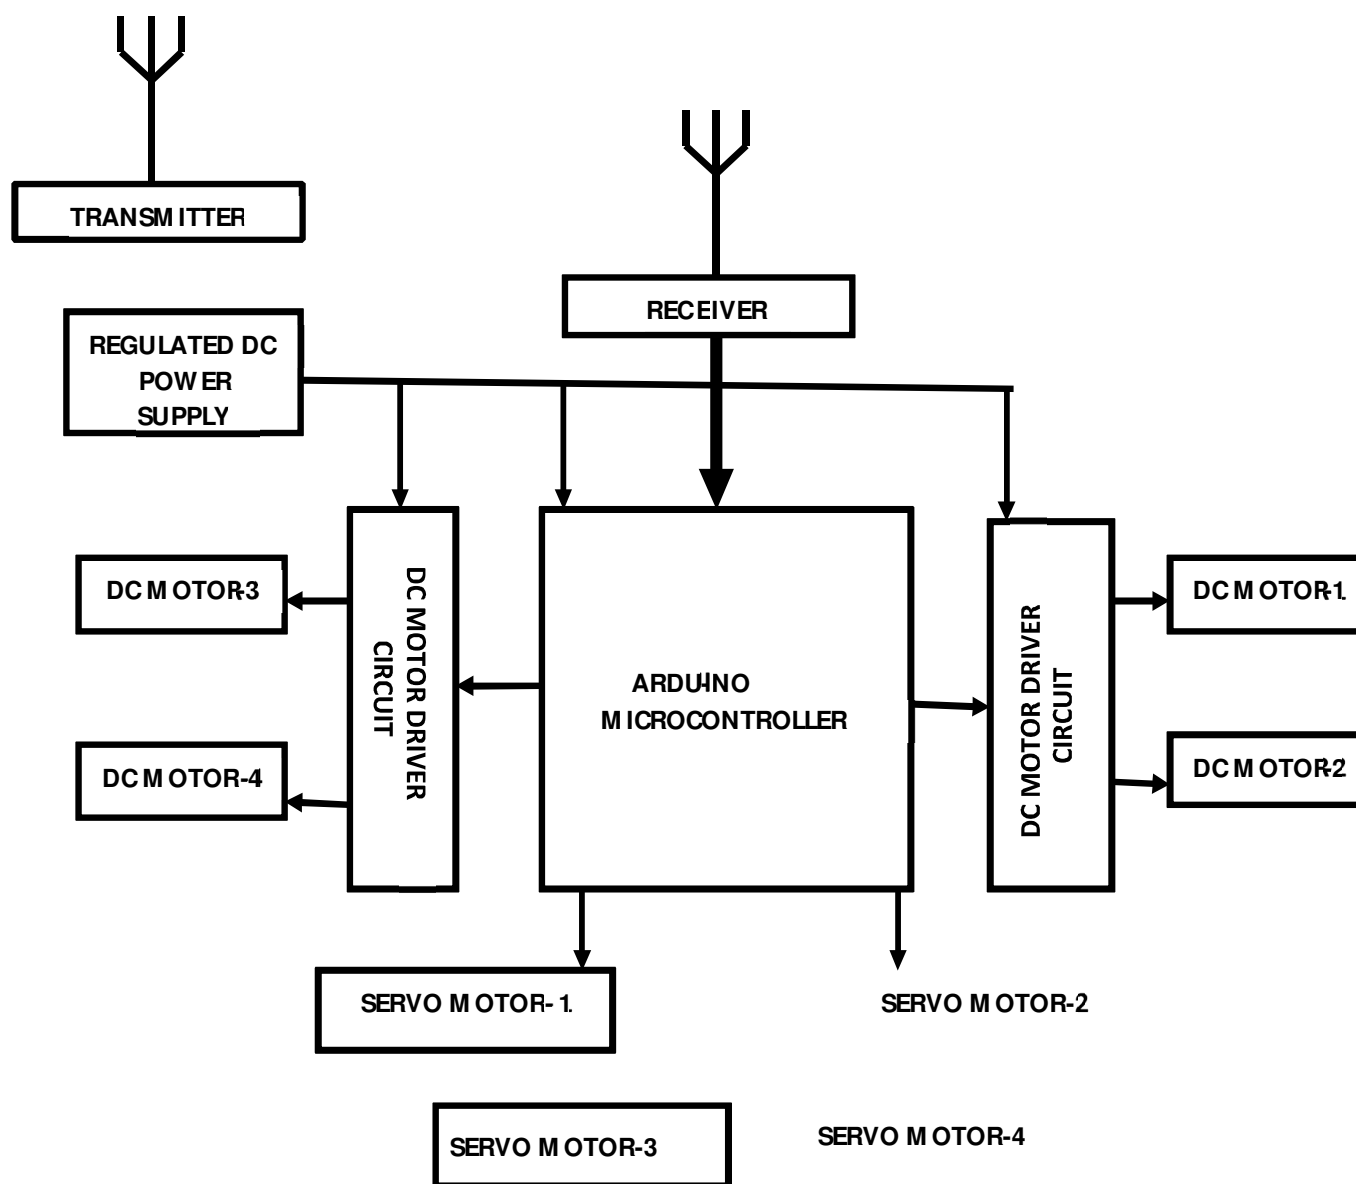 TRANSMITTER
RECEIVER
REGULATED DC
POWER
SUPPLY
DC MOTOR-3
DC MOTOR DRIVER
CIRCUIT
DC MOTOR-4
ARDUINO
MICROCONTROLLER
DC MOTOR DRIVER
CIRCUIT
DC MOTOR-1
DC MOTOR-2
SERVO MOTOR-1
SERVO MOTOR-2
SERVO MOTOR-3
SERVO MOTOR-4